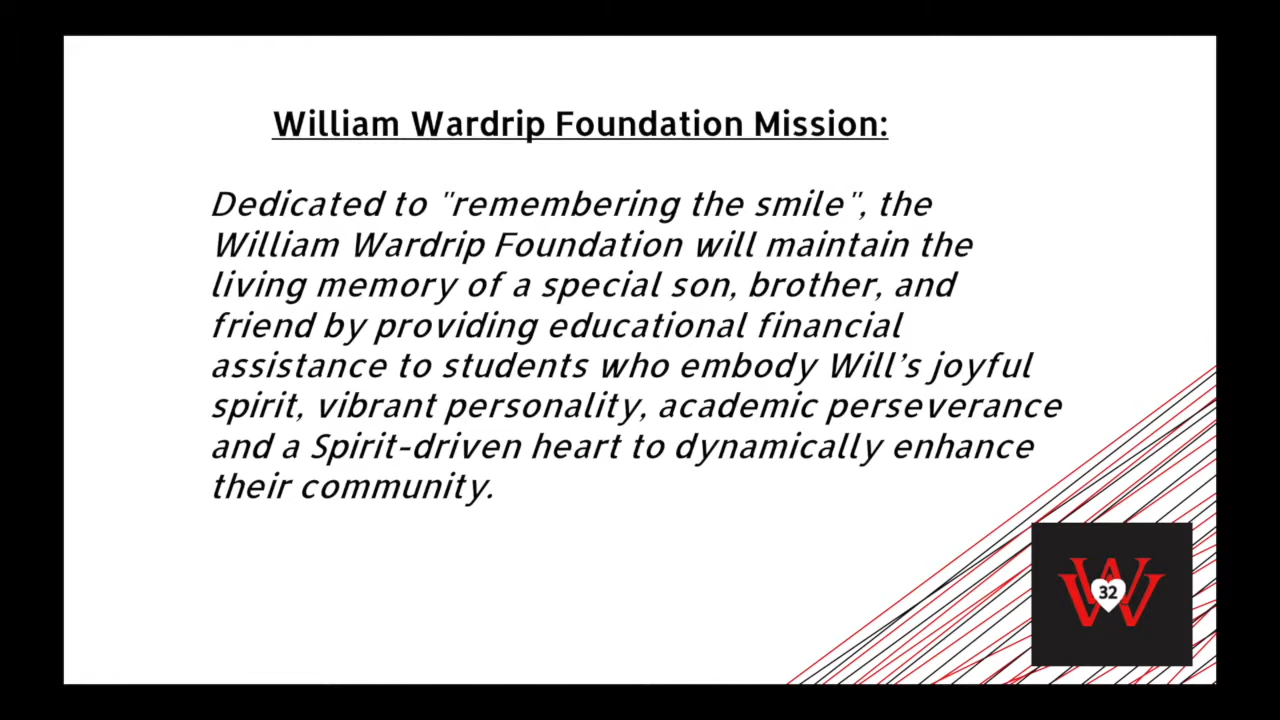 William Wardrip Foundation Mission:
Dedicated to "remembering the smile", the
William Wardrip Foundation will maintain the
living memory of a special son, brother, and
friend by providing educational financial
assistance to students who embody Will’s joyful
spirit, vibrant personality, academic perseverance
and a Spirit-driven heart to dynamically enhance
their community.
WW
32